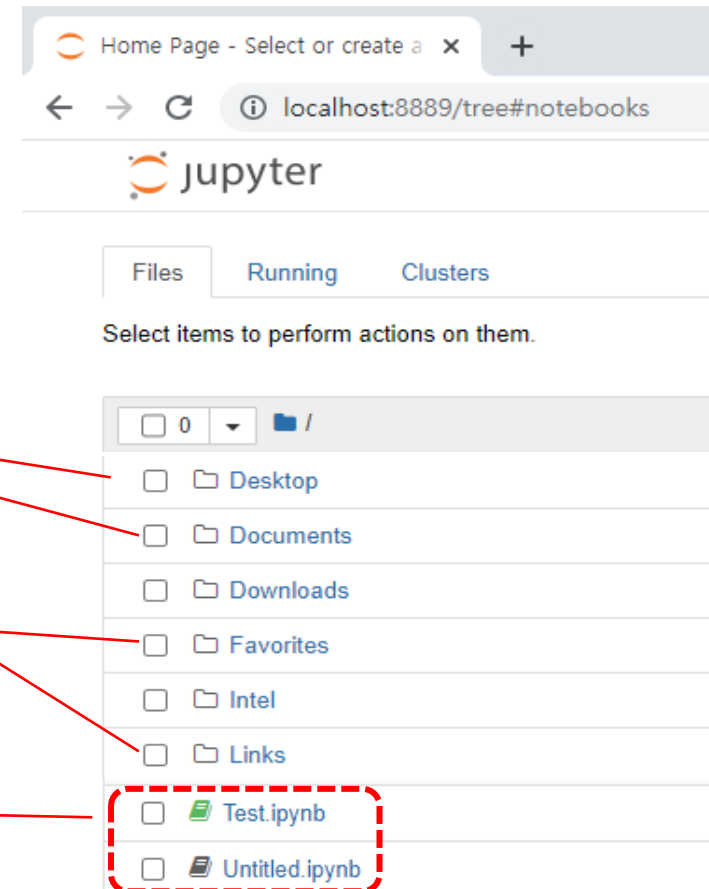 Home Page - Select or create a
localhost:8889/tree#notebooks
jupyter
Files Running Clusters
Select items to perform actions on them.
0 /
Desktop
Documents
Downloads
Favorites
Intel
Links
Test.ipynb
Untitled.ipynb